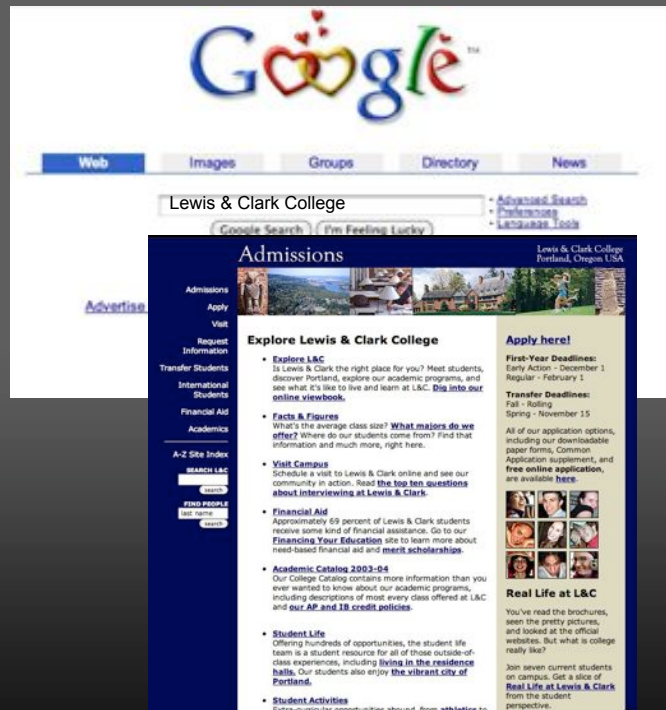 Google™
Web Images Groups Directory News
Lewis & Clark College
Advanced Search
Preferences
Language Tools
Google Search I'm Feeling Lucky
Advertise
Admissions
Lewis & Clark College
Portland, Oregon USA
Admissions
Apply
Visit
Request
Information
Transfer Students
International
Students
Financial Aid
Academics
A-Z Site Index
SEARCH L&C
search
FIND PEOPLE
last name
search
Explore Lewis & Clark College
• Explore L&C
Is Lewis & Clark the right place for you? Meet students,
discover Portland, explore our academic programs, and
see what it's like to live and learn at L&C. Dig into our
online viewbook.
• Facts & Figures
What's the average class size? What majors do we
offer? Where do our students come from? Find that
information and much more, right here.
• Visit Campus
Schedule a visit to Lewis & Clark online and see our
community in action. Read the top ten questions
about interviewing at Lewis & Clark.
• Financial Aid
Approximately 69 percent of Lewis & Clark students
receive some kind of financial assistance. Go to our
Financing Your Education site to learn more about
need-based financial aid and merit scholarships.
• Academic Catalog 2003-04
Our College Catalog contains more information than you
ever wanted to know about our academic programs,
including descriptions of most every class offered at L&C
and our AP and IB credit policies.
• Student Life
Offering hundreds of opportunities, the student life
team is a student resource for all of those outside-of-
class experiences, including living in the residence
halls. Our students also enjoy the vibrant city of
Portland.
• Student Activities
Extra-curricular opportunities abound, from athletics to
Apply here!
First-Year Deadlines:
Early Action - December 1
Regular - February 1
Transfer Deadlines:
Fall - Rolling
Spring - November 15
All of our application options,
including our downloadable
paper forms, Common
Application supplement, and
free online application,
are available here.
Real Life at L&C
You've read the brochures,
seen the pretty pictures,
and looked at the official
websites. But what is college
really like?
Join seven current students
on campus. Get a slice of
Real Life at Lewis & Clark
from the student
perspective.